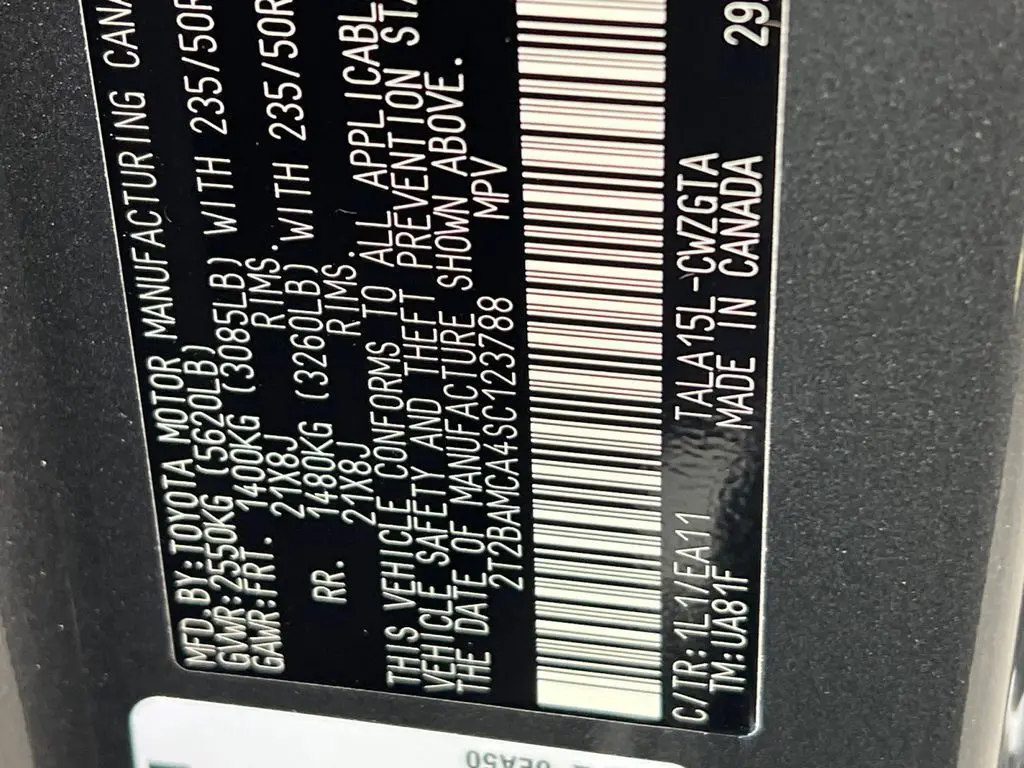 MFD.BY:TOYOTA MOTOR MANUFACTURING CANA
GVWR:2550KG (5620LB)
GAWR:FRT. 1400KG (3085LB) WITH 235/50R
21X8J RIMS.
RR. 1480KG (3260LB) WITH 235/50R
21X8J RIMS.
THIS VEHICLE CONFORMS TO ALL APPLICABL
VEHICLE SAFETY AND THEFT PREVENTION STA
THE DATE OF MANUFACTURE SHOWN ABOVE.
2T2BAMCA4SC123788 MPV
C/TR:1L1/EA11 TALA15L-CWZGTA
TM:UA81F MADE IN CANADA
29
0EA50